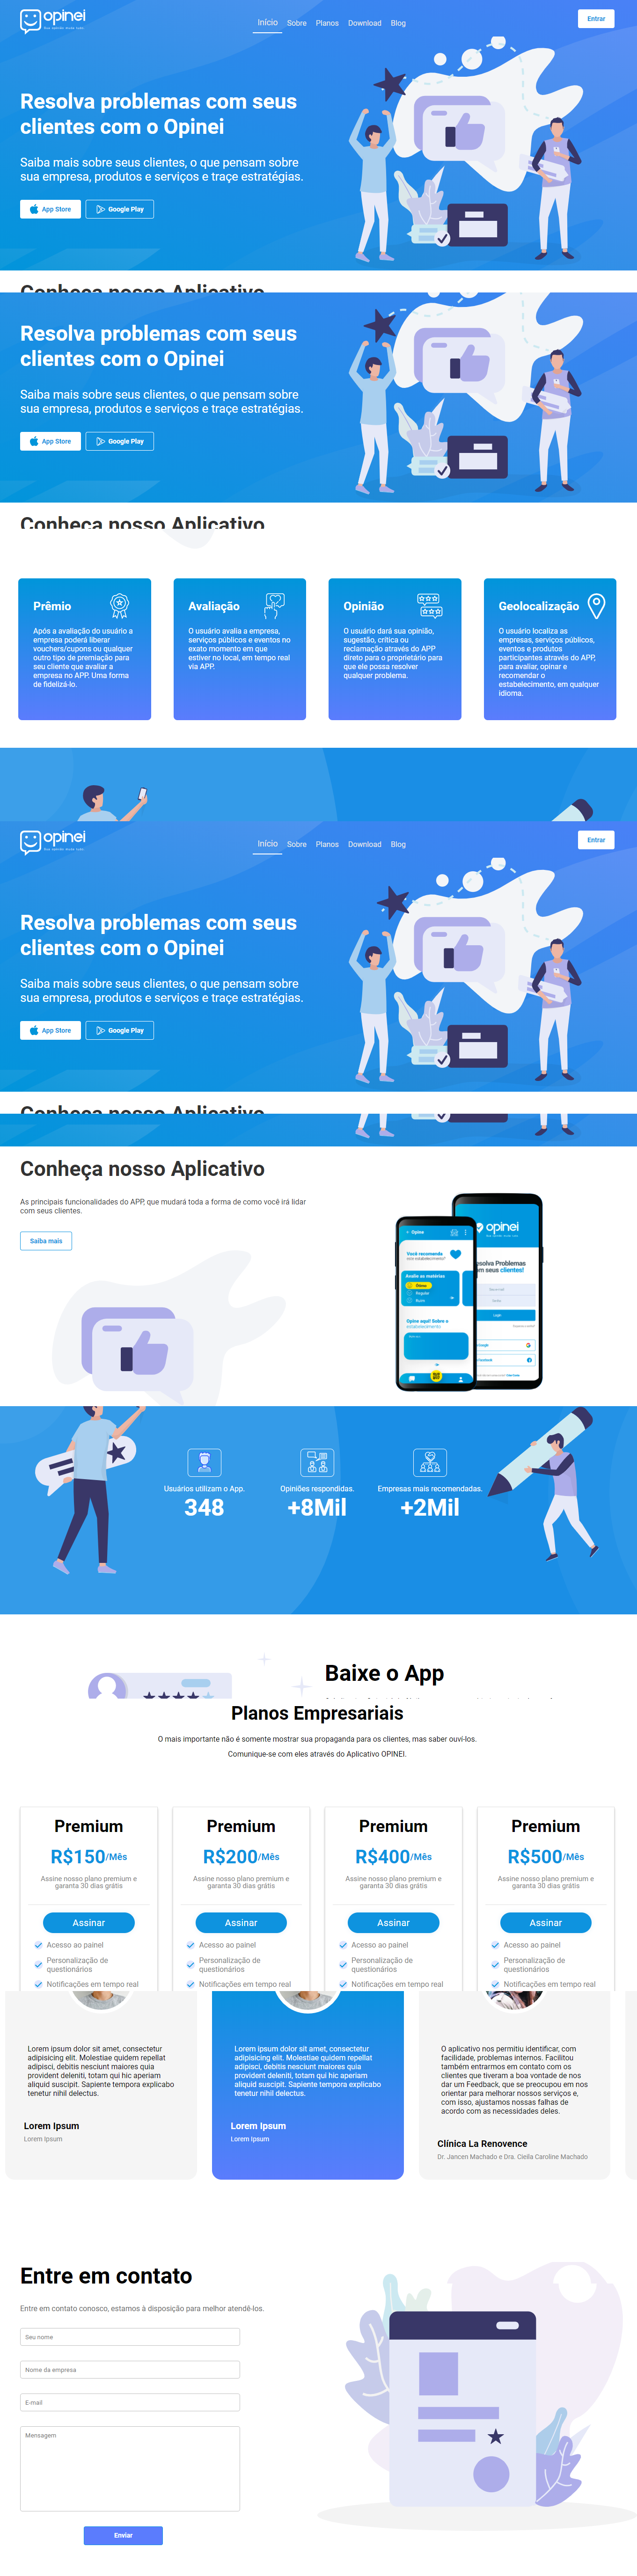 opinei
Início Sobre Planos Download Blog
Entrar
Resolva problemas com seus
clientes com o Opinei
Saiba mais sobre seus clientes, o que pensam sobre
sua empresa, produtos e serviços e traçe estratégias.
App Store Google Play
Conheça nosso Aplicativo
Resolva problemas com seus
clientes com o Opinei
Saiba mais sobre seus clientes, o que pensam sobre
sua empresa, produtos e serviços e traçe estratégias.
App Store Google Play
Conheça nosso Aplicativo
Prêmio
Após a avaliação do usuário a
empresa poderá liberar
vouchers/cupons ou qualquer
outro tipo de premiação para
seu cliente que avaliar a
empresa no APP. Uma forma
de fidelizá-lo.
Avaliação
O usuário avalia a empresa,
serviços públicos e eventos no
exato momento em que
estiver no local, em tempo real
via APP.
Opinião
O usuário dará sua opinião,
sugestão, crítica ou
reclamação através do APP
direto para o proprietário para
que ele possa resolver
qualquer problema.
Geolocalização
O usuário localiza as
empresas, serviços públicos,
eventos e produtos
participantes através do APP,
para avaliar, opinar e
recomendar o
estabelecimento, em qualquer
idioma.
opinei
Início Sobre Planos Download Blog
Entrar
Resolva problemas com seus
clientes com o Opinei
Saiba mais sobre seus clientes, o que pensam sobre
sua empresa, produtos e serviços e traçe estratégias.
App Store Google Play
Conheça nosso Aplicativo
Conheça nosso Aplicativo
As principais funcionalidades do APP, que mudará toda a forma de como você irá lidar
com seus clientes.
Saiba mais
Opine
Você recomenda
Avalie as matérias
Ótimo
Regular
Ruim
Opine aqui! Sobre o
opinei
esolva Problemas
om seus clientes!
Login
Usuários utilizam o App.
348
Opiniões respondidas.
+8Mil
Empresas mais recomendadas.
+2Mil
Baixe o App
Planos Empresariais
O mais importante não é somente mostrar sua propaganda para os clientes, mas saber ouví-los.
Comunique-se com eles através do Aplicativo OPINEI.
Premium
R$150/Mês
Assine nosso plano premium e
garanta 30 dias grátis
Assinar
Acesso ao painel
Personalização de
questionários
Notificações em tempo real
Premium
R$200/Mês
Assine nosso plano premium e
garanta 30 dias grátis
Assinar
Acesso ao painel
Personalização de
questionários
Notificações em tempo real
Premium
R$400/Mês
Assine nosso plano premium e
garanta 30 dias grátis
Assinar
Acesso ao painel
Personalização de
questionários
Notificações em tempo real
Premium
R$500/Mês
Assine nosso plano premium e
garanta 30 dias grátis
Assinar
Acesso ao painel
Personalização de
questionários
Notificações em tempo real
Lorem ipsum dolor sit amet, consectetur
adipisicing elit. Molestiae quidem repellat
adipisci, debitis nesciunt maiores quia
provident deleniti, totam qui hic aperiam
aliquid suscipit. Sapiente tempora explicabo
tenetur nihil delectus.
Lorem Ipsum
Lorem Ipsum
Lorem ipsum dolor sit amet, consectetur
adipisicing elit. Molestiae quidem repellat
adipisci, debitis nesciunt maiores quia
provident deleniti, totam qui hic aperiam
aliquid suscipit. Sapiente tempora explicabo
tenetur nihil delectus.
Lorem Ipsum
Lorem Ipsum
O aplicativo nos permitiu identificar, com
facilidade, problemas internos. Facilitou
também entrarmos em contato com os
clientes que tiveram a boa vontade de nos
dar um Feedback, que se preocupou em nos
orientar para melhorar nossos serviços e,
com isso, ajustamos nossas falhas de
acordo com as necessidades deles.
Clínica La Renovence
Dr. Jancen Machado e Dra. Ciella Caroline Machado
Entre em contato
Entre em contato conosco, estamos à disposição para melhor atendê-los.
Seu nome
Nome da empresa
E-mail
Mensagem
Enviar